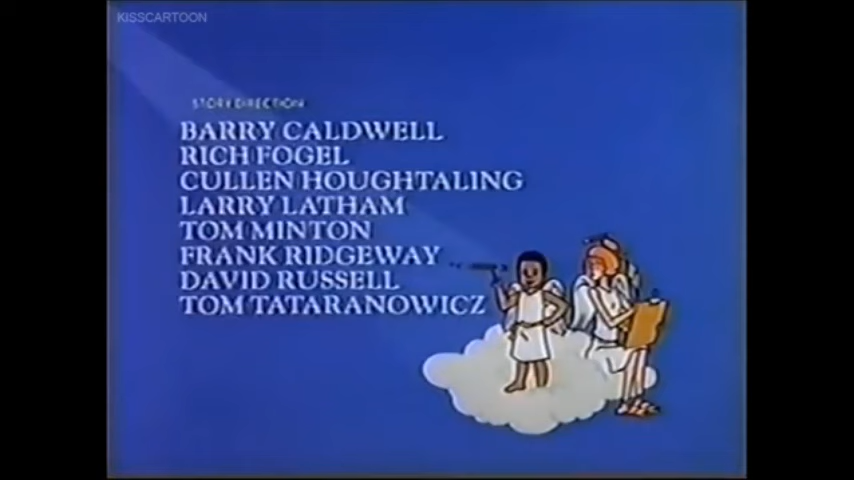 KISSCARTOON
STORY DIRECTION
BARRY CALDWELL
RICH FOGEL
CULLEN HOUGHTALING
LARRY LATHAM
TOM MINTON
FRANK RIDGEWAY
DAVID RUSSELL
TOM TATARANOWICZ